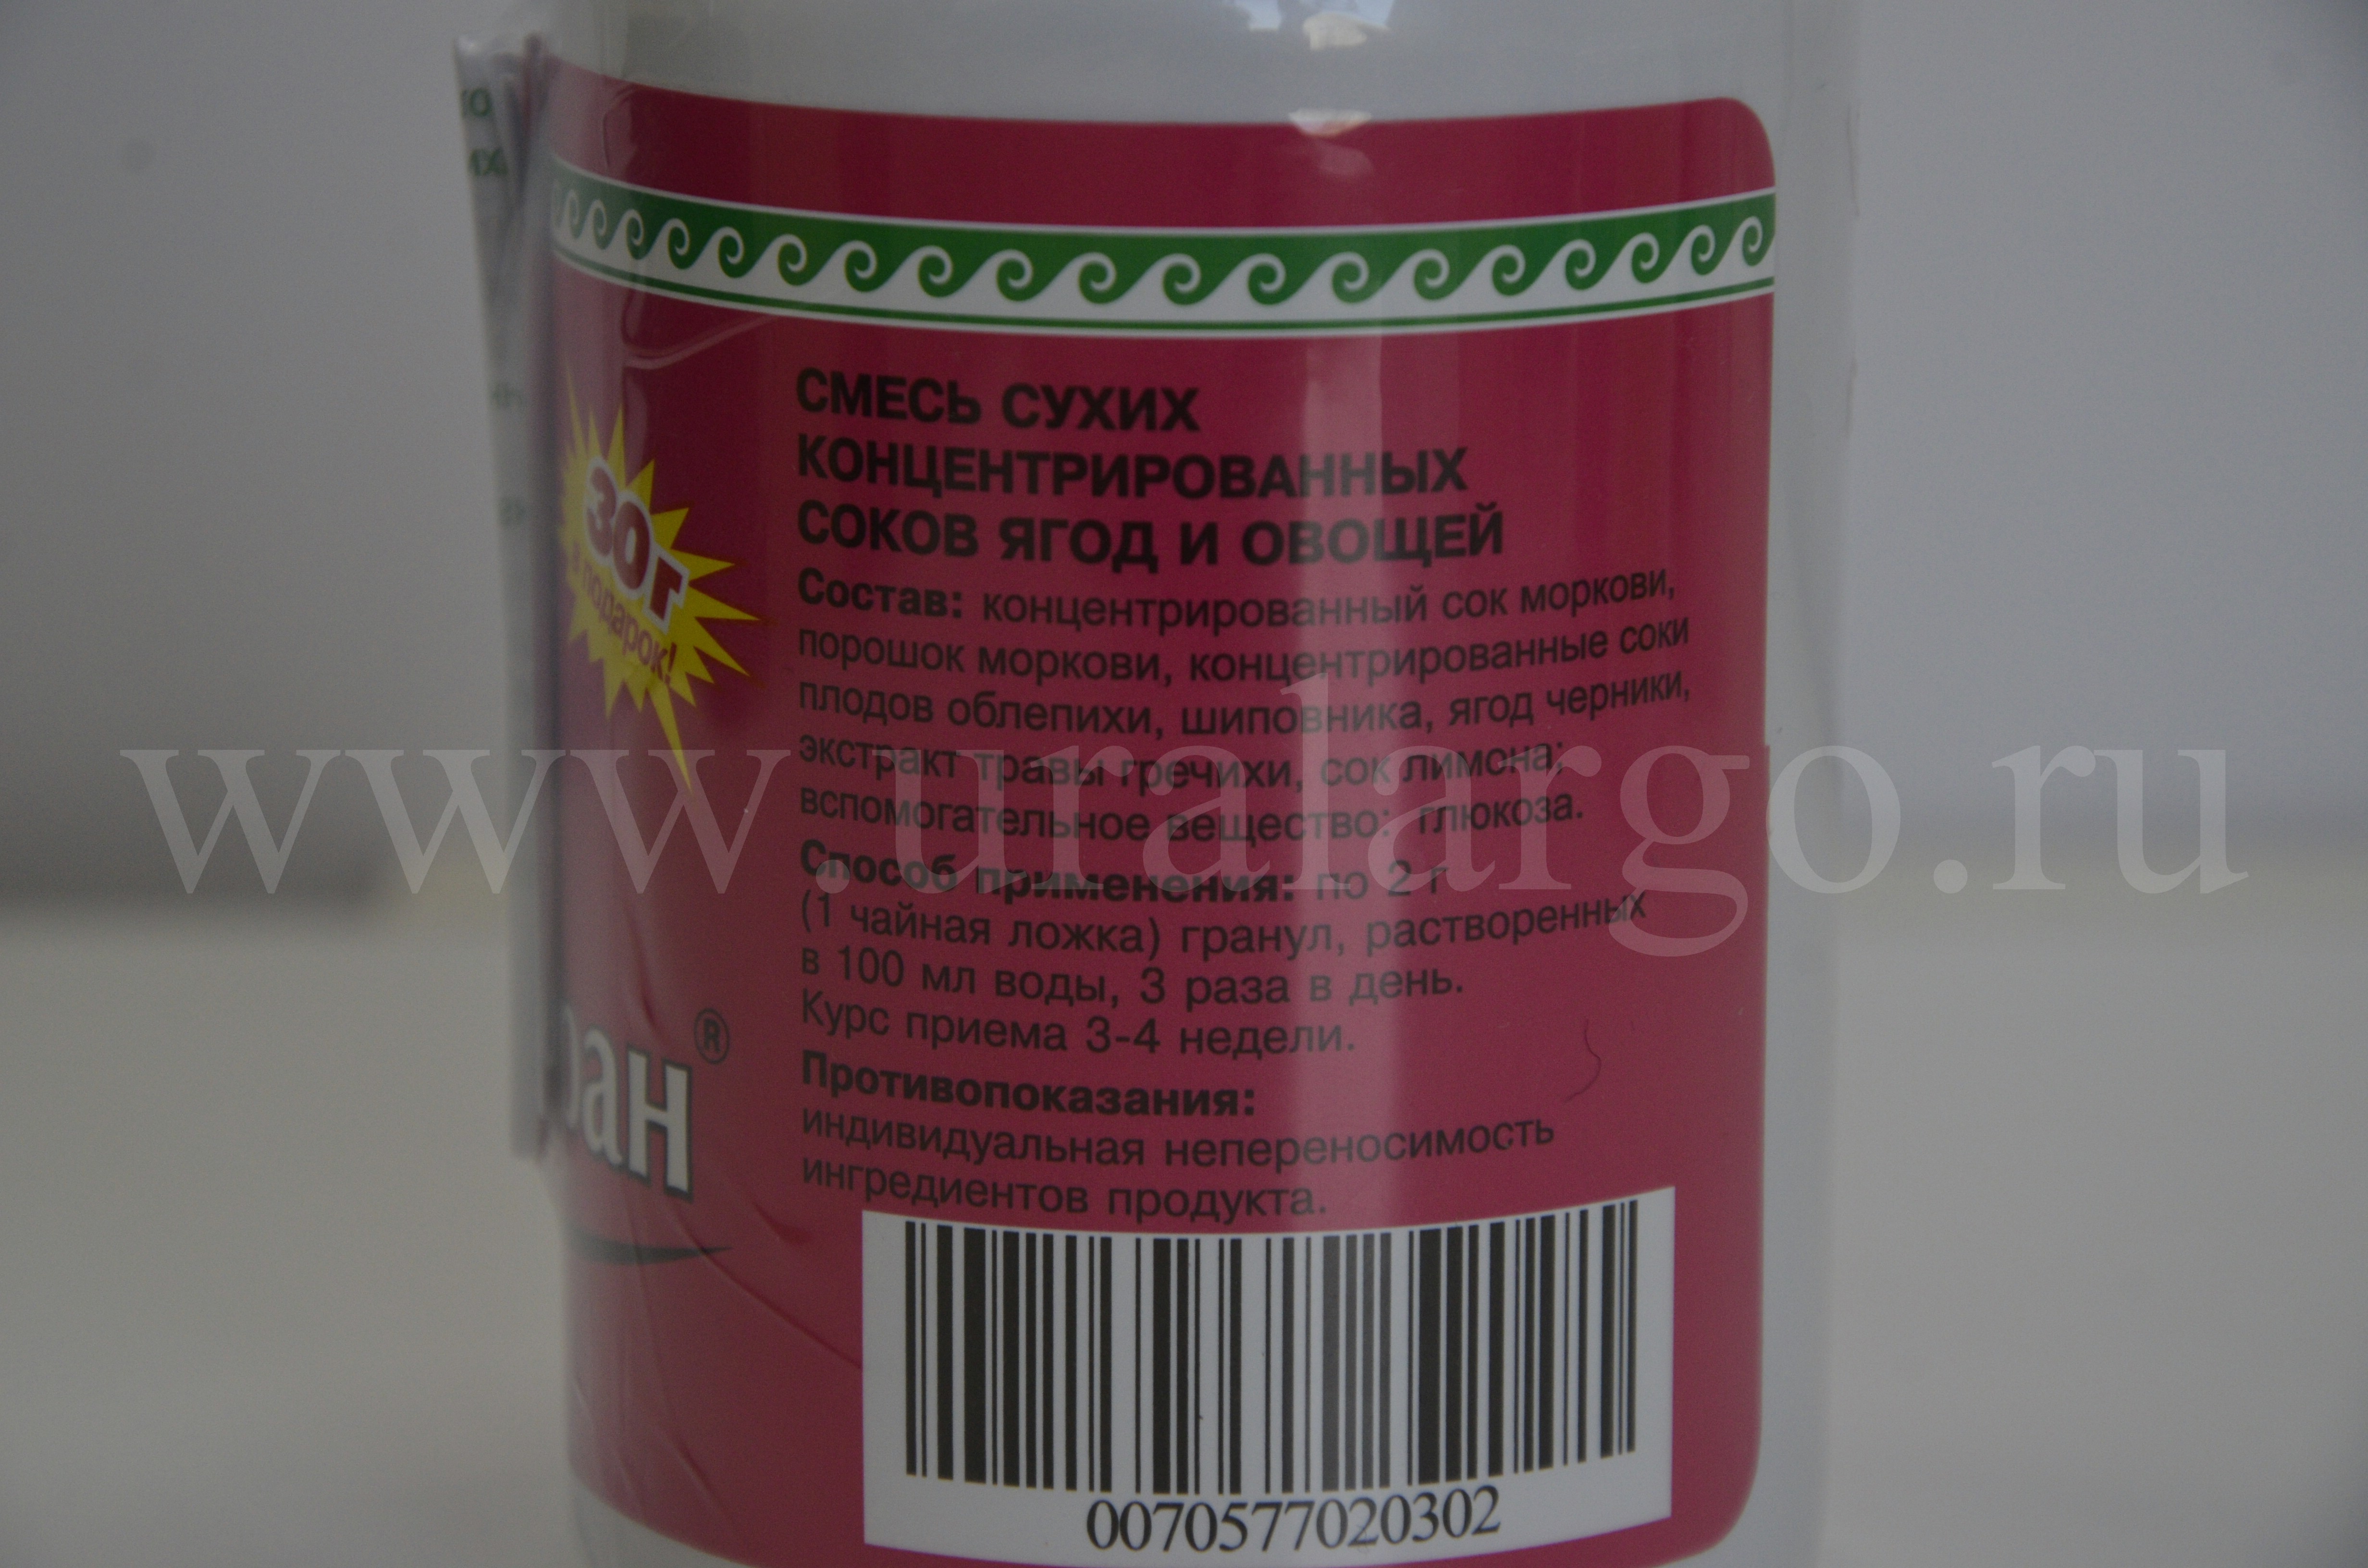 СМЕСЬ СУХИХ
КОНЦЕНТРИРОВАННЫХ
СОКОВ ЯГОД И ОВОЩЕЙ
Состав: концентрированный сок моркови,
порошок моркови, концентрированные соки
плодов облепихи, шиповника, ягод черники,
экстракт травы гречихи, сок лимона;
вспомогательное вещество: глюкоза.
Способ применения: по 2 г
(1 чайная ложка) гранул, растворенных
в 100 мл воды, 3 раза в день.
Курс приема 3-4 недели.
Противопоказания:
индивидуальная непереносимость
ингредиентов продукта.
0070577020302
30г
в подарок!
ран®
www.uralargo.ru